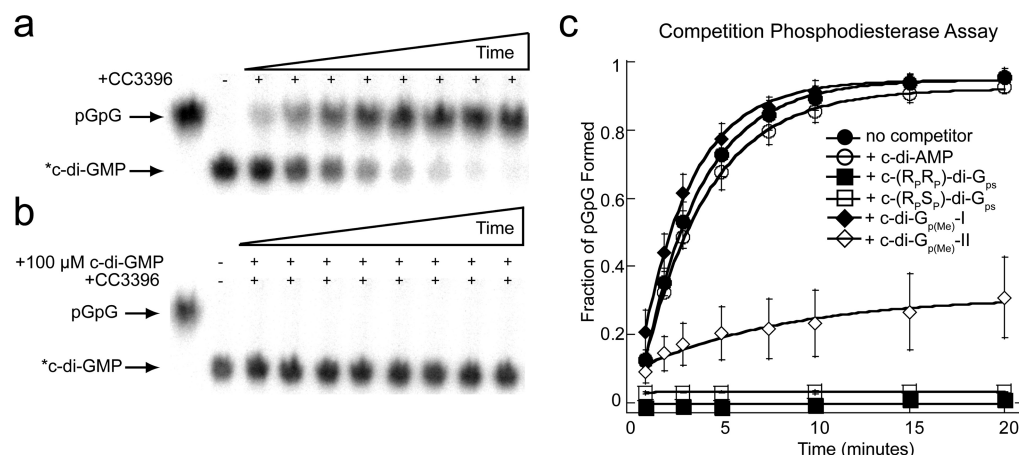 a
Time
+CC3396 - + + + + + + + +
pGpG
*c-di-GMP
b
Time
+100 µM c-di-GMP - + + + + + + + +
+CC3396 - + + + + + + + +
pGpG
*c-di-GMP
c
Competition Phosphodiesterase Assay
Fraction of pGpG Formed
1
0.8
0.6
0.4
0.2
0
no competitor
+ c-di-AMP
+ c-(RPRP)-di-Gps
+ c-(RPSP)-di-Gps
+ c-di-Gp(Me)-I
+ c-di-Gp(Me)-II
0 5 10 15 20
Time (minutes)